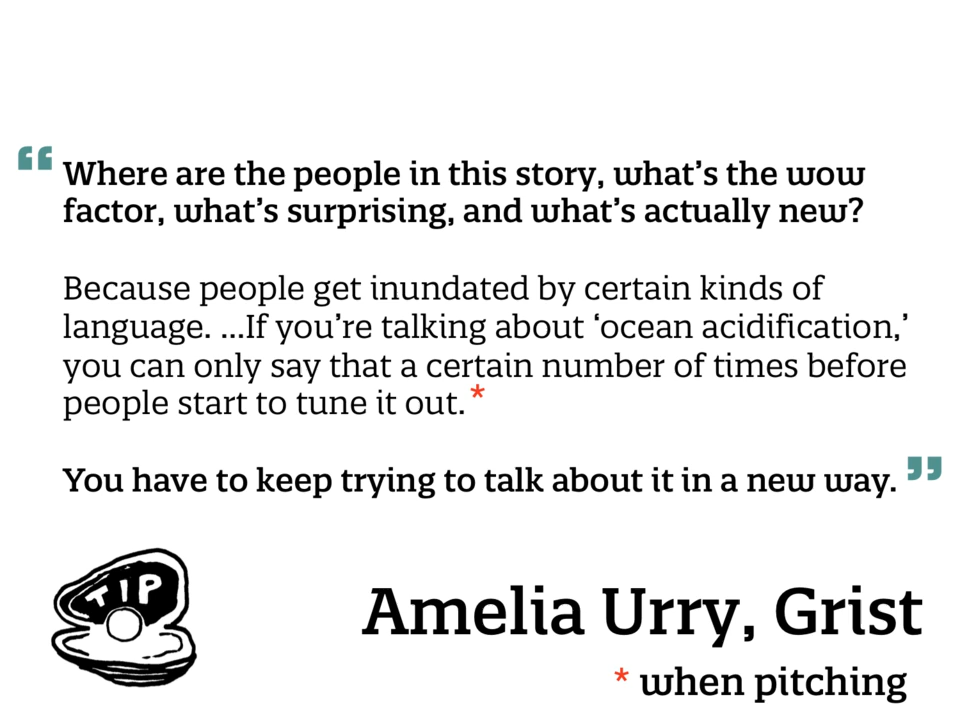 “ Where are the people in this story, what’s the wow
factor, what’s surprising, and what’s actually new?
Because people get inundated by certain kinds of
language. ...If you’re talking about ‘ocean acidification,’
you can only say that a certain number of times before
people start to tune it out.*
You have to keep trying to talk about it in a new way. ”
TIP
Amelia Urry, Grist
* when pitching